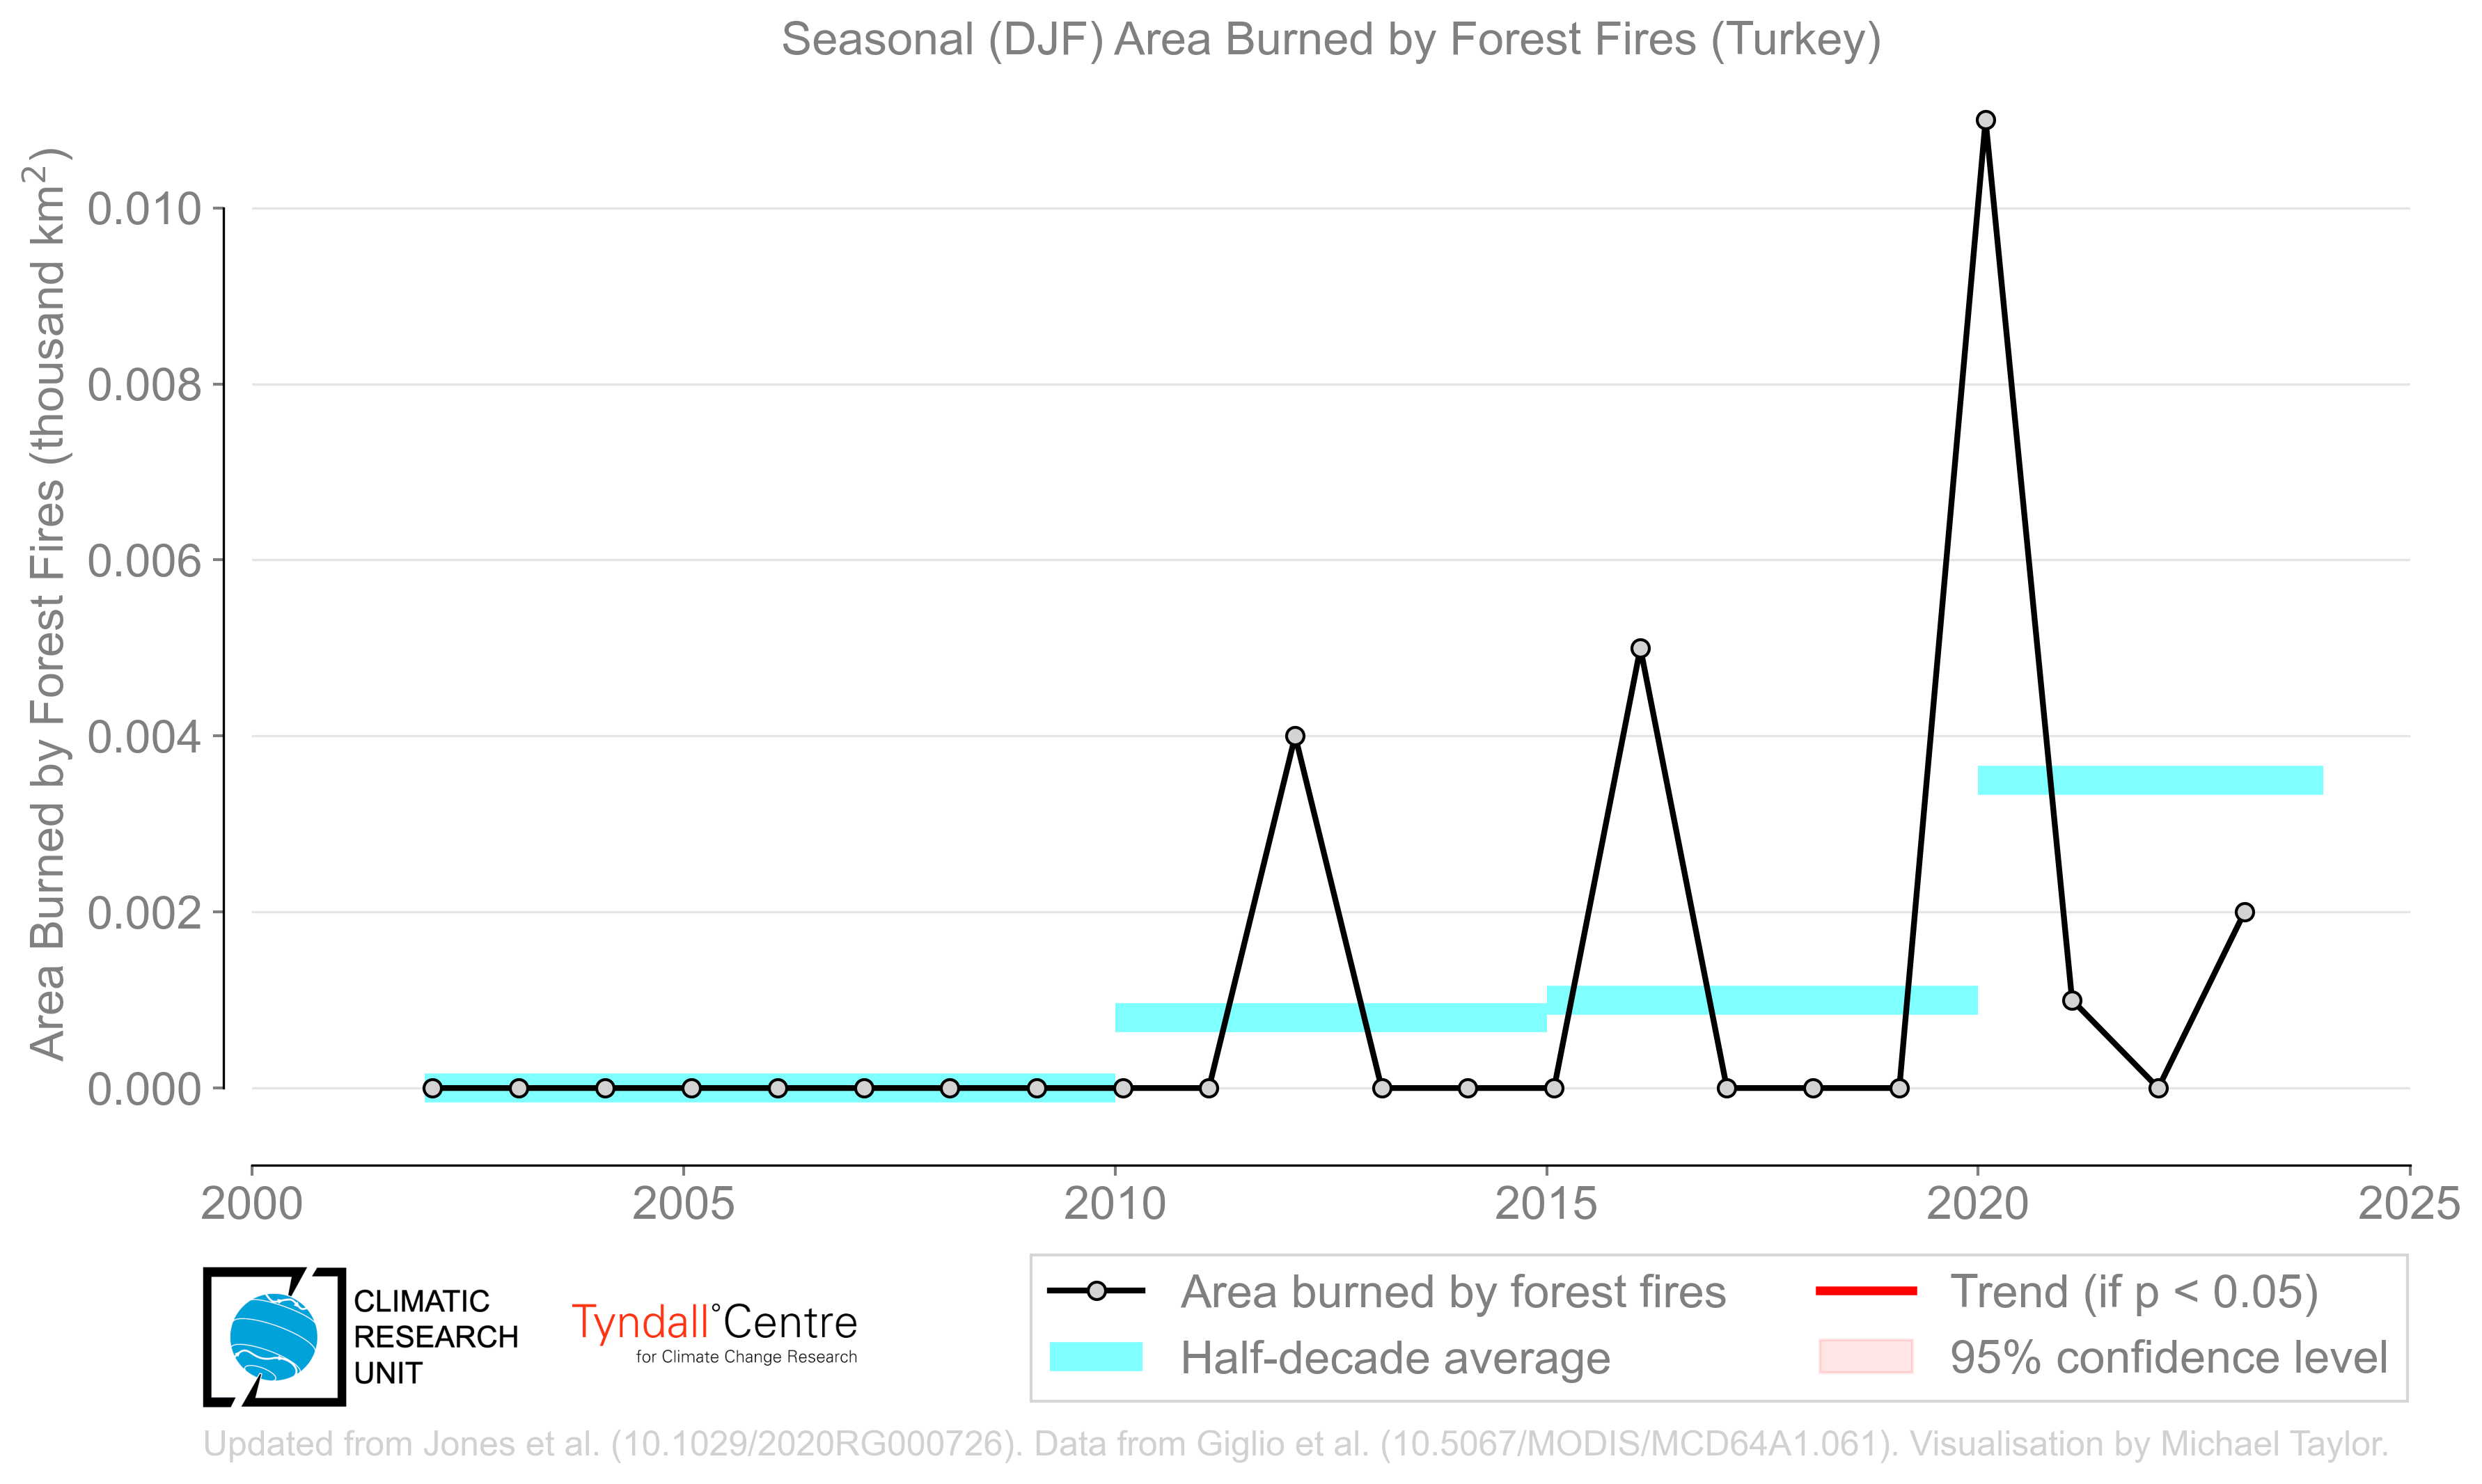 Seasonal (DJF) Area Burned by Forest Fires (Turkey)
Area Burned by Forest Fires (thousand km²)
0.010
0.008
0.006
0.004
0.002
0.000
2000
2005
2010
2015
2020
2025
CLIMATIC
RESEARCH
UNIT
Tyndall°Centre
for Climate Change Research
Area burned by forest fires
Half-decade average
Trend (if p < 0.05)
95% confidence level
Updated from Jones et al. (10.1029/2020RG000726). Data from Giglio et al. (10.5067/MODIS/MCD64A1.061). Visualisation by Michael Taylor.